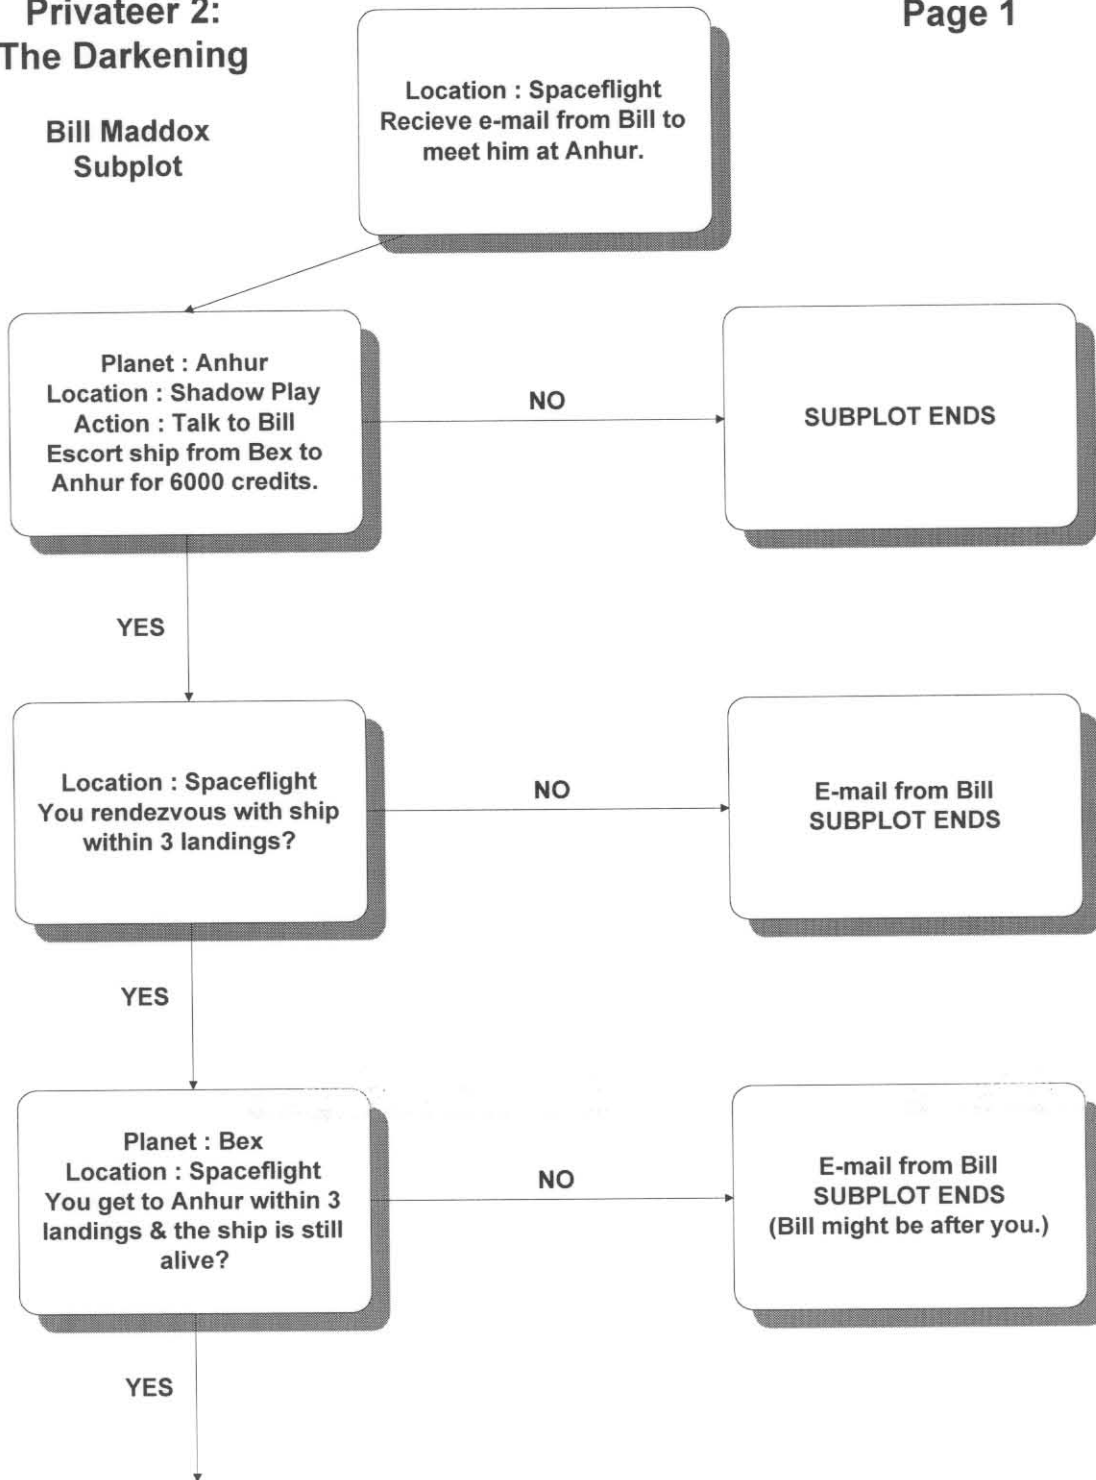 Privateer 2:
The Darkening
Page 1
Bill Maddox
Subplot
Location : Spaceflight
Recieve e-mail from Bill to
meet him at Anhur.
Planet : Anhur
Location : Shadow Play
Action : Talk to Bill
Escort ship from Bex to
Anhur for 6000 credits.
NO
SUBPLOT ENDS
YES
Location : Spaceflight
You rendezvous with ship
within 3 landings?
NO
E-mail from Bill
SUBPLOT ENDS
YES
Planet : Bex
Location : Spaceflight
You get to Anhur within 3
landings & the ship is still
alive?
NO
E-mail from Bill
SUBPLOT ENDS
(Bill might be after you.)
YES